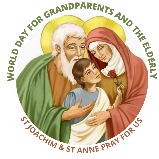 WORLD DAY FOR GRANDPARENTS AND THE ELDERLY
ST JOACHIM & ST ANNE PRAY FOR US